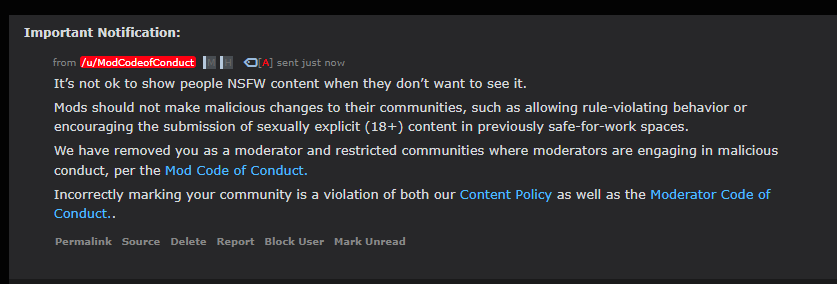 Important Notification:
from /u/ModCodeofConduct M H [A] sent just now
It’s not ok to show people NSFW content when they don’t want to see it.
Mods should not make malicious changes to their communities, such as allowing rule-violating behavior or
encouraging the submission of sexually explicit (18+) content in previously safe-for-work spaces.
We have removed you as a moderator and restricted communities where moderators are engaging in malicious
conduct, per the Mod Code of Conduct.
Incorrectly marking your community is a violation of both our Content Policy as well as the Moderator Code of
Conduct..
Permalink Source Delete Report Block User Mark Unread